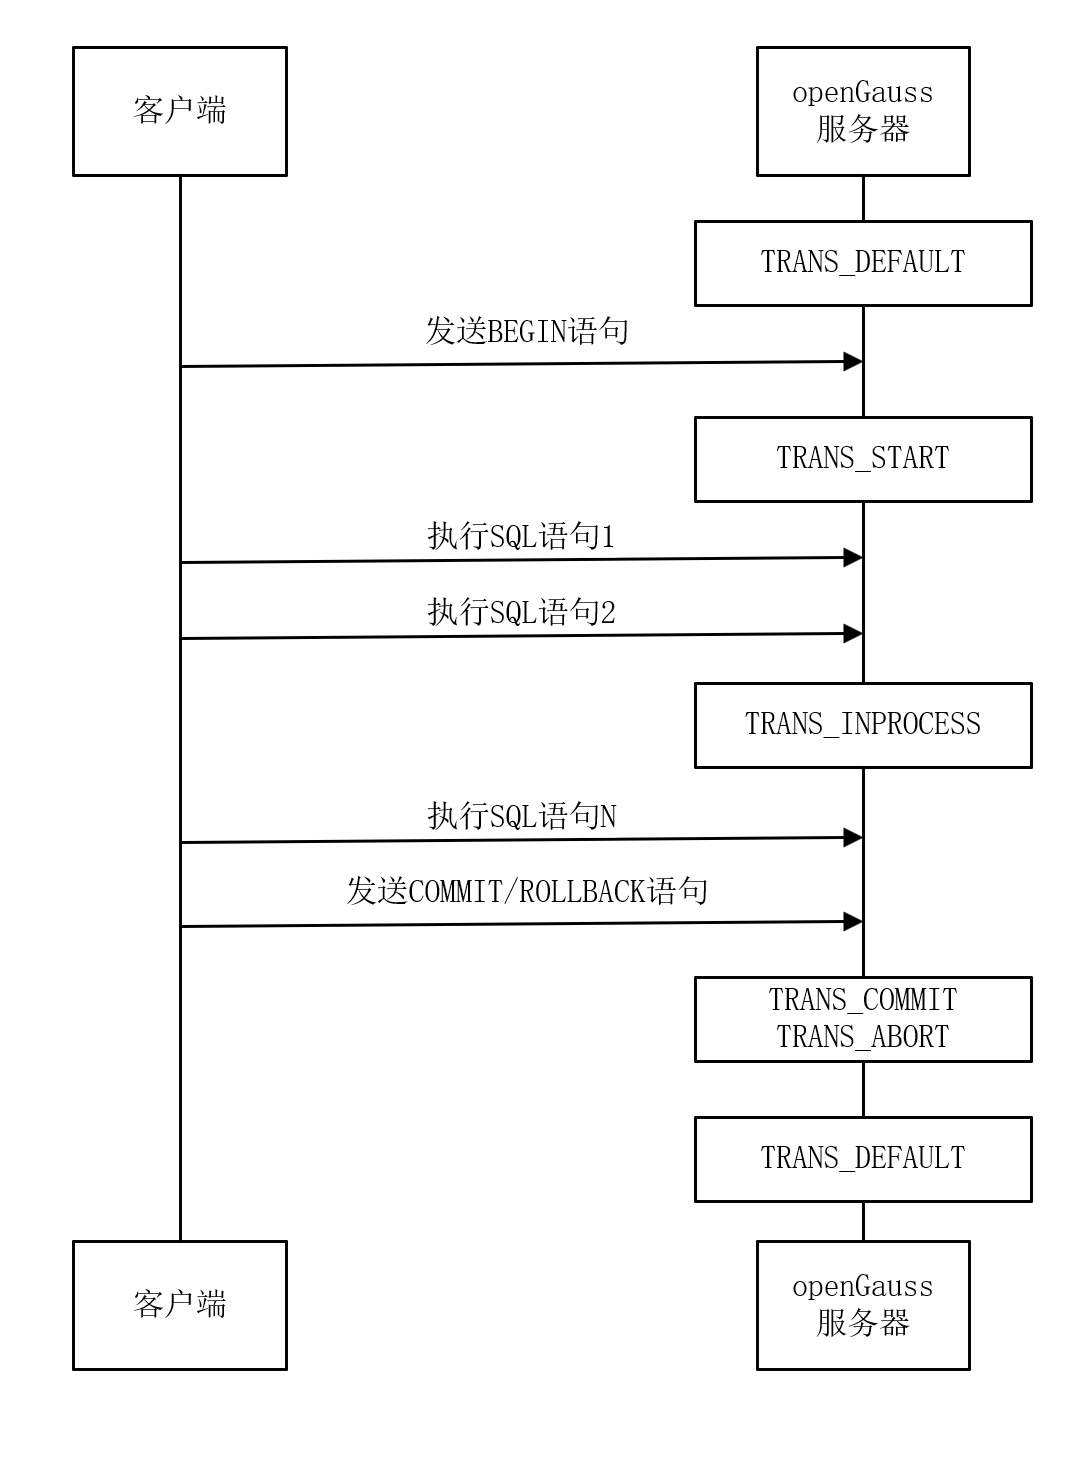 客户端
openGauss
服务器
TRANS_DEFAULT
发送BEGIN语句
TRANS_START
执行SQL语句1
执行SQL语句2
TRANS_INPROCESS
执行SQL语句N
发送COMMIT/ROLLBACK语句
TRANS_COMMIT
TRANS_ABORT
TRANS_DEFAULT
客户端
openGauss
服务器